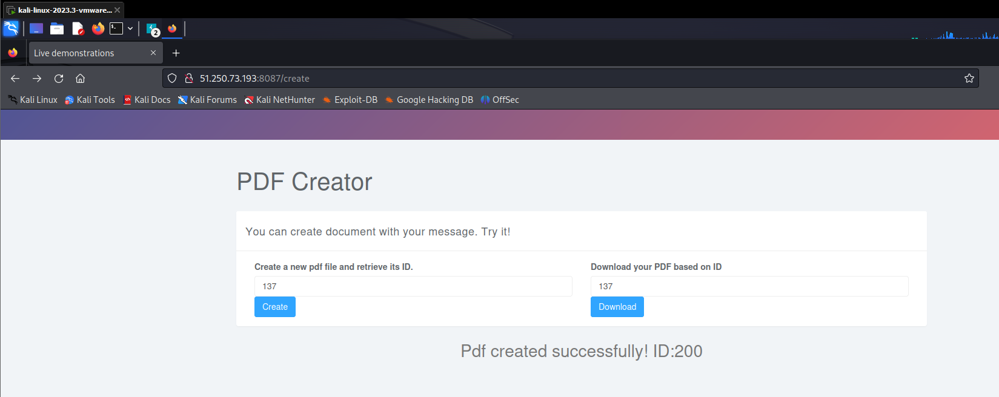 kali-linux-2023.3-vmware...
2
Live demonstrations
51.250.73.193:8087/create
Kali Linux Kali Tools Kali Docs Kali Forums Kali NetHunter Exploit-DB Google Hacking DB OffSec
PDF Creator
You can create document with your message. Try it!
Create a new pdf file and retrieve its ID. Download your PDF based on ID
137 137
Create Download
Pdf created successfully! ID:200